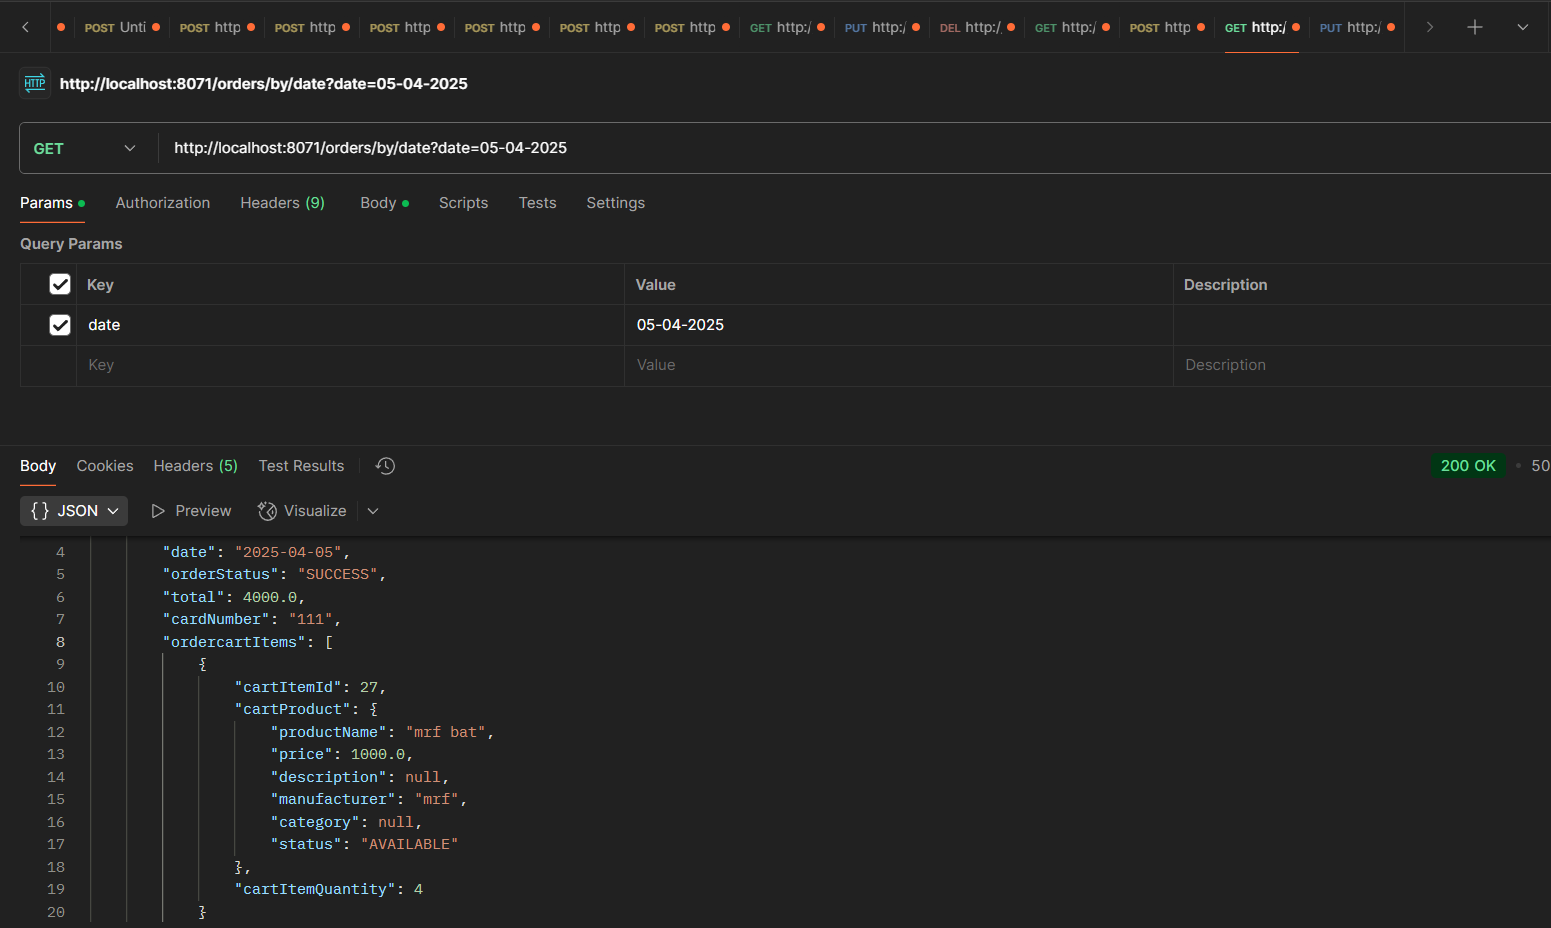 POST Unti POST http POST http POST http POST http POST http POST http GET http:/ PUT http:/ DEL http:/ GET http:/ POST http GET http:/ PUT http:/
HTTP http://localhost:8071/orders/by/date?date=05-04-2025
GET http://localhost:8071/orders/by/date?date=05-04-2025
Params Authorization Headers (9) Body Scripts Tests Settings
Query Params
Key Value Description
date 05-04-2025
Key Value Description
Body Cookies Headers (5) Test Results 200 OK 50
{} JSON Preview Visualize
4 "date": "2025-04-05",
5 "orderStatus": "SUCCESS",
6 "total": 4000.0,
7 "cardNumber": "111",
8 "ordercartItems": [
9 {
10 "cartItemId": 27,
11 "cartProduct": {
12 "productName": "mrf bat",
13 "price": 1000.0,
14 "description": null,
15 "manufacturer": "mrf",
16 "category": null,
17 "status": "AVAILABLE"
18 },
19 "cartItemQuantity": 4
20 }